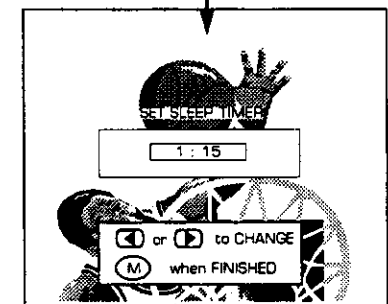 SET SLEEP TIMER
1 : 15
or to CHANGE
M when FINISHED